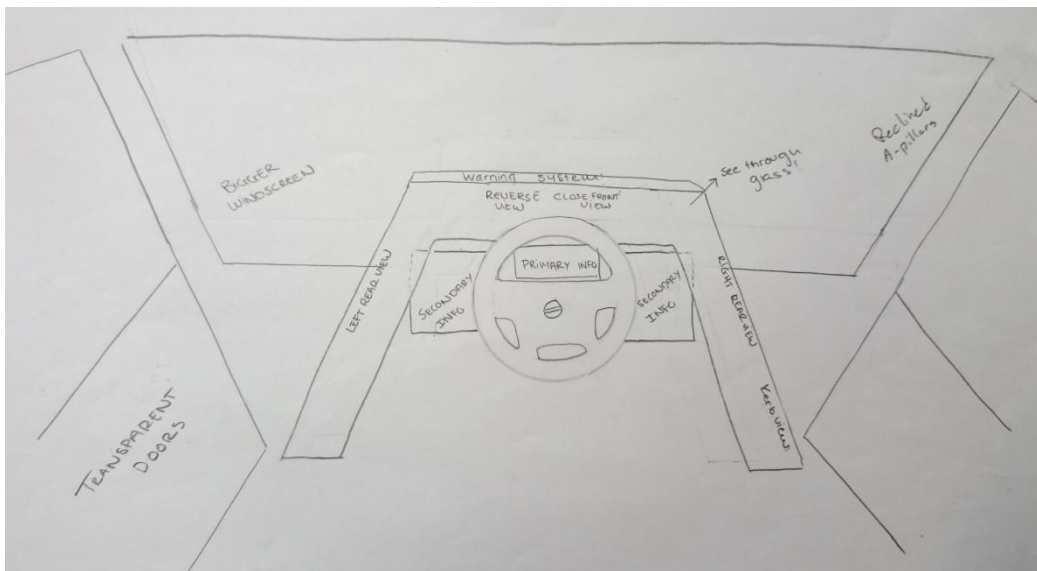 BIGGER
WINDSCREEN
Reclined
A-pillars
see through
glass!
Warning system!
REVERSE
VIEW
CLOSE FRONT
VIEW
LEFT REAR VIEW
SECONDARY
INFO
PRIMARY INFO
SECONDARY
INFO
RIGHT REAR VIEW
Kerb view
TRANSPARENT
DOORS